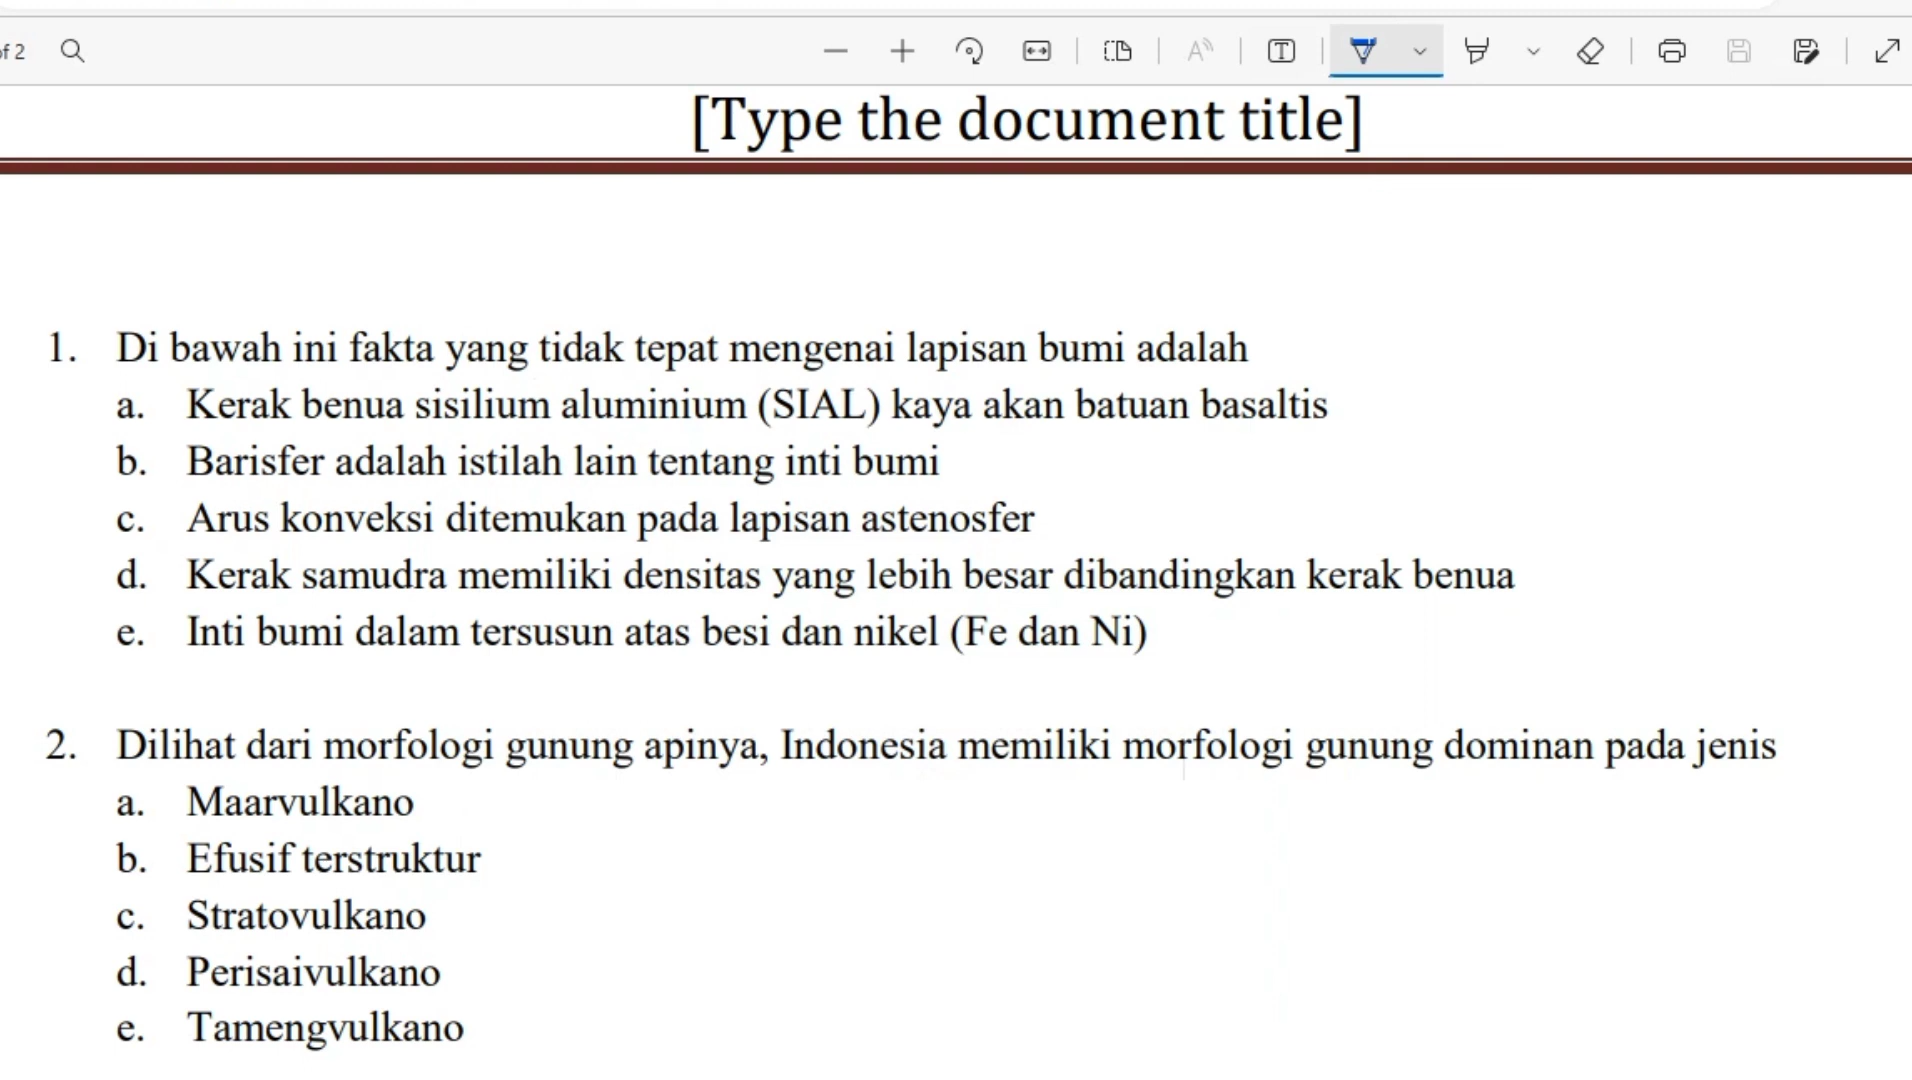 of 2
[Type the document title]
1. Di bawah ini fakta yang tidak tepat mengenai lapisan bumi adalah
a. Kerak benua sisilium aluminium (SIAL) kaya akan batuan basaltis
b. Barisfer adalah istilah lain tentang inti bumi
c. Arus konveksi ditemukan pada lapisan astenosfer
d. Kerak samudra memiliki densitas yang lebih besar dibandingkan kerak benua
e. Inti bumi dalam tersusun atas besi dan nikel (Fe dan Ni)
2. Dilihat dari morfologi gunung apinya, Indonesia memiliki morfologi gunung dominan pada jenis
a. Maarvulkano
b. Efusif terstruktur
c. Stratovulkano
d. Perisaivulkano
e. Tamengvulkano